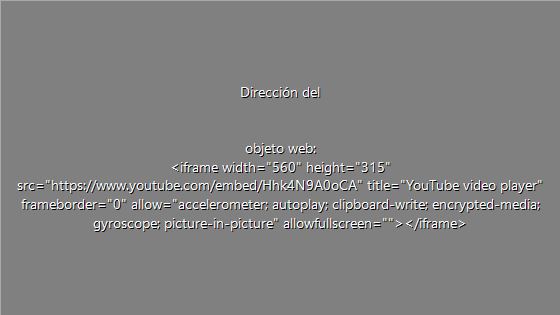 Dirección del
objeto web:
<iframe width="560" height="315"
src="https://www.youtube.com/embed/Hhk4N9A0oCA" title="YouTube video player"
frameborder="0" allow="accelerometer; autoplay; clipboard-write; encrypted-media;
gyroscope; picture-in-picture" allowfullscreen=""></iframe>